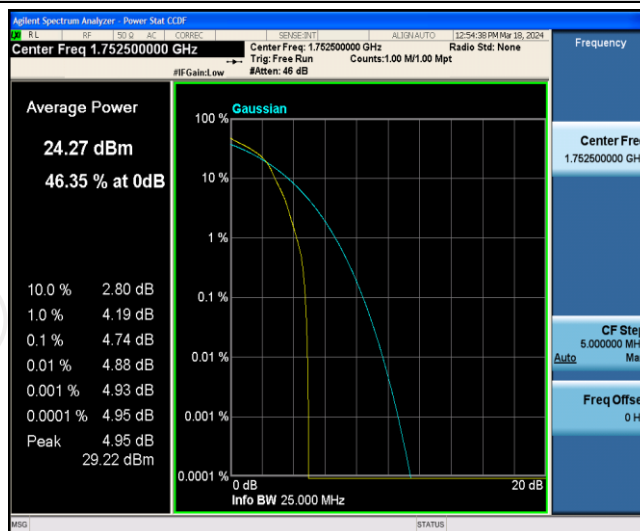 Agilent Spectrum Analyzer - Power Stat CCDF
RL RF 50 Ω AC CORREC SENSE:INT ALIGNAUTO 12:54:38 PM Mar 18, 2024
Center Freq 1.752500000 GHz
Center Freq: 1.752500000 GHz Radio Std: None
Trig: Free Run Counts:1.00 M/1.00 Mpt
#IFGain:Low #Atten: 46 dB
Frequency
Average Power
24.27 dBm
46.35 % at 0dB
10.0 % 2.80 dB
1.0 % 4.19 dB
0.1 % 4.74 dB
0.01 % 4.88 dB
0.001 % 4.93 dB
0.0001 % 4.95 dB
Peak 4.95 dB
29.22 dBm
Gaussian
100 %
10 %
1 %
0.1 %
0.01 %
0.001 %
0.0001 %
0 dB 20 dB
Info BW 25.000 MHz
Center Fre
1.752500000 GH
CF Step
5.000000 MH
Auto Ma
Freq Offse
0 H
MSG STATUS